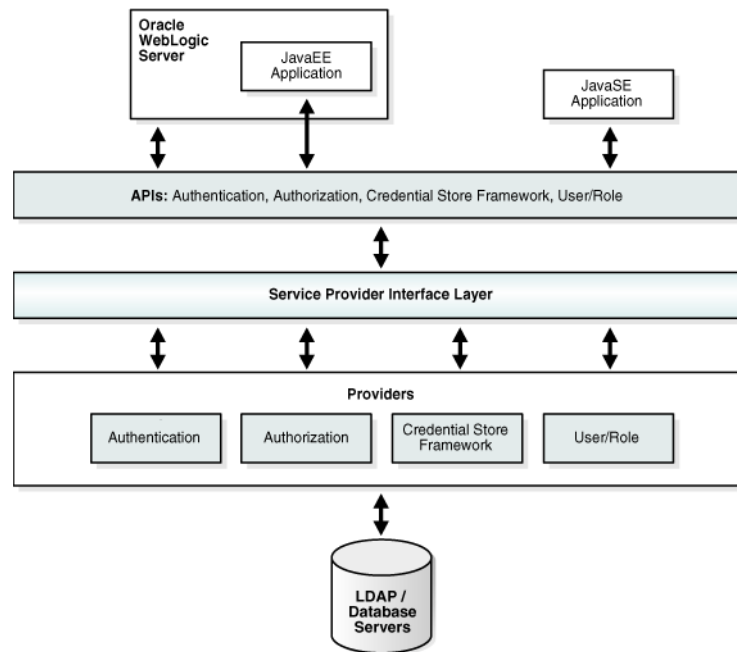 Oracle
WebLogic
Server
JavaEE
Application
JavaSE
Application
APIs: Authentication, Authorization, Credential Store Framework, User/Role
Service Provider Interface Layer
Providers
Authentication
Authorization
Credential Store
Framework
User/Role
LDAP /
Database
Servers